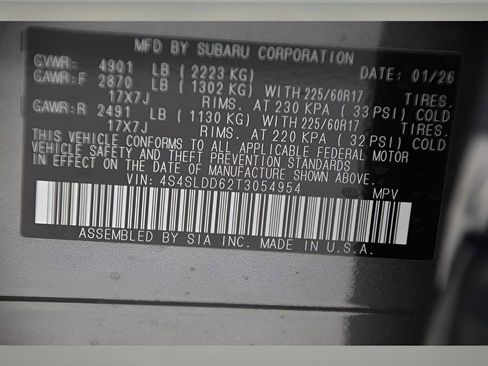 MFD BY SUBARU CORPORATION
GVWR: 4901 LB ( 2223 KG) DATE: 01/26
GAWR:F 2870 LB ( 1302 KG) WITH 225/60R17 TIRES.
17X7J RIMS. AT 230 KPA ( 33 PSI) COLD
GAWR:R 2491 LB ( 1130 KG) WITH 225/60R17 TIRES.
17X7J RIMS. AT 220 KPA ( 32 PSI) COLD
THIS VEHICLE CONFORMS TO ALL APPLICABLE FEDERAL MOTOR
VEHICLE SAFETY AND THEFT PREVENTION STANDARDS
IN EFFECT ON THE DATE OF MANUFACTURE SHOWN ABOVE.
VIN: 4S4SLDD62T3054954 MPV
ASSEMBLED BY SIA INC. MADE IN U.S.A.